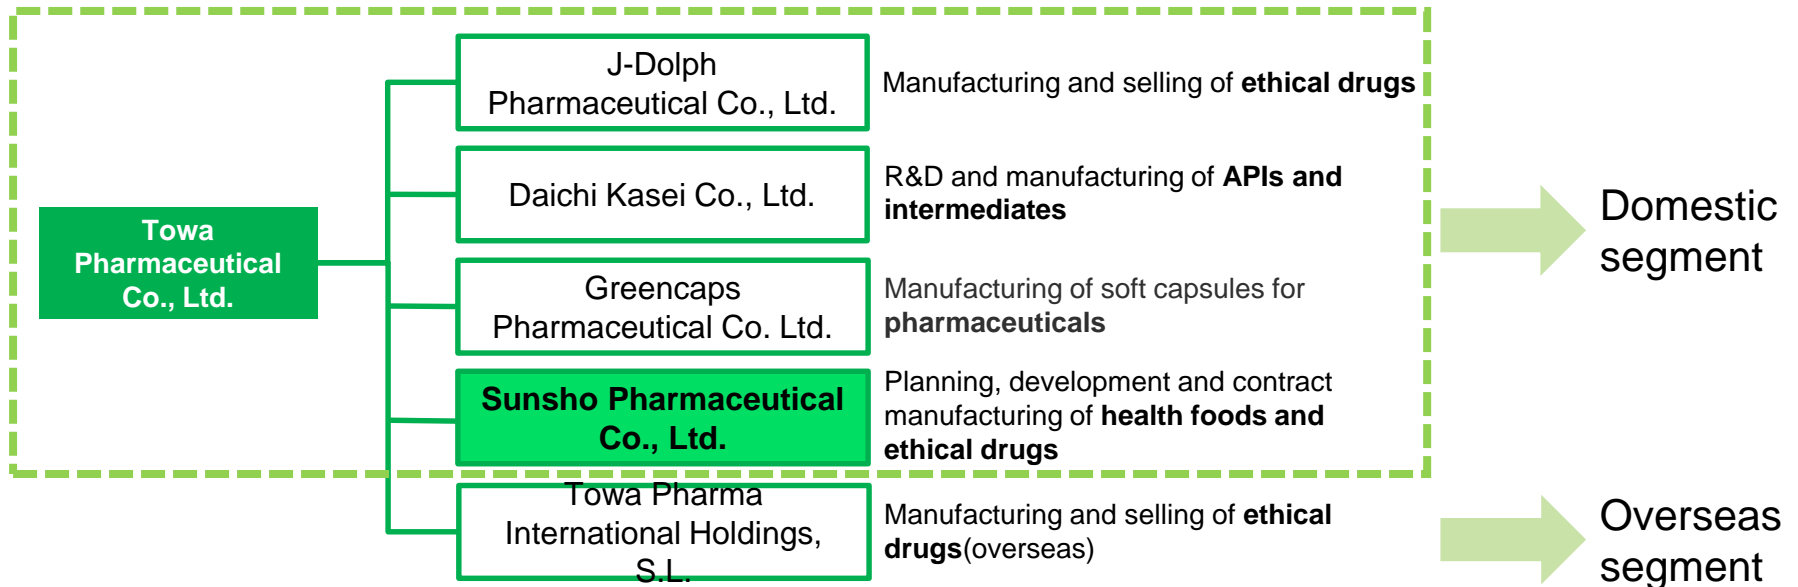 Towa
Pharmaceutical
Co., Ltd.
J-Dolph
Pharmaceutical Co., Ltd.
Manufacturing and selling of ethical drugs
Daichi Kasei Co., Ltd.
R&D and manufacturing of APIs and
intermediates
Greencaps
Pharmaceutical Co. Ltd.
Manufacturing of soft capsules for
pharmaceuticals
Sunsho Pharmaceutical
Co., Ltd.
Planning, development and contract
manufacturing of health foods and
ethical drugs
Domestic
segment
Towa Pharma
International Holdings,
S.L.
Manufacturing and selling of ethical
drugs(overseas)
Overseas
segment